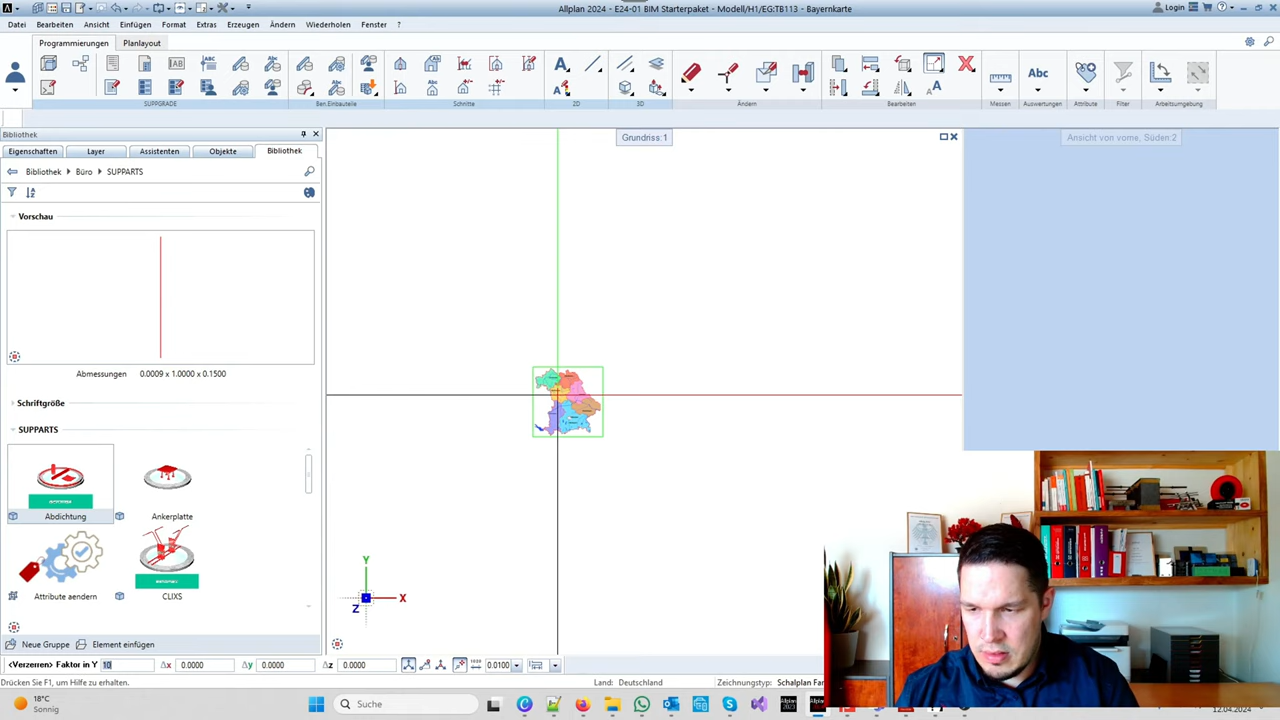 Allplan 2024 - E24-01 BIM Starterpaket - Modell/H1/EG:TB113 - Bayernkarte
Login
Datei Bearbeiten Ansicht Einfügen Format Extras Erzeugen Ändern Wiederholen Fenster ?
Programmierungen Planlayout
Abc
SUPPGRADE Ben.Einbauteile Schnitte 2D 3D Ändern Bearbeiten Messen Auswertungen Attribute Filter Arbeitsumgebung
Bibliothek
Eigenschaften Layer Assistenten Objekte Bibliothek
Bibliothek Büro SUPPARTS
Vorschau
Abmessungen 0.0009 x 1.0000 x 0.1500
Schriftgröße
SUPPARTS
Abdichtung Ankerplatte
Attribute aendern CLIXS
Neue Gruppe Element einfügen
Grundriss:1
Ansicht von vorne, Süden:2
Y
X
Z
<Verzerren> Faktor in Y 10 Δx 0.0000 Δy 0.0000 Δz 0.0000 0.0100
Drücken Sie F1, um Hilfe zu erhalten. Land: Deutschland Zeichnungstyp: Schalplan Far
18°C
Sonnig
Suche
12.04.2024